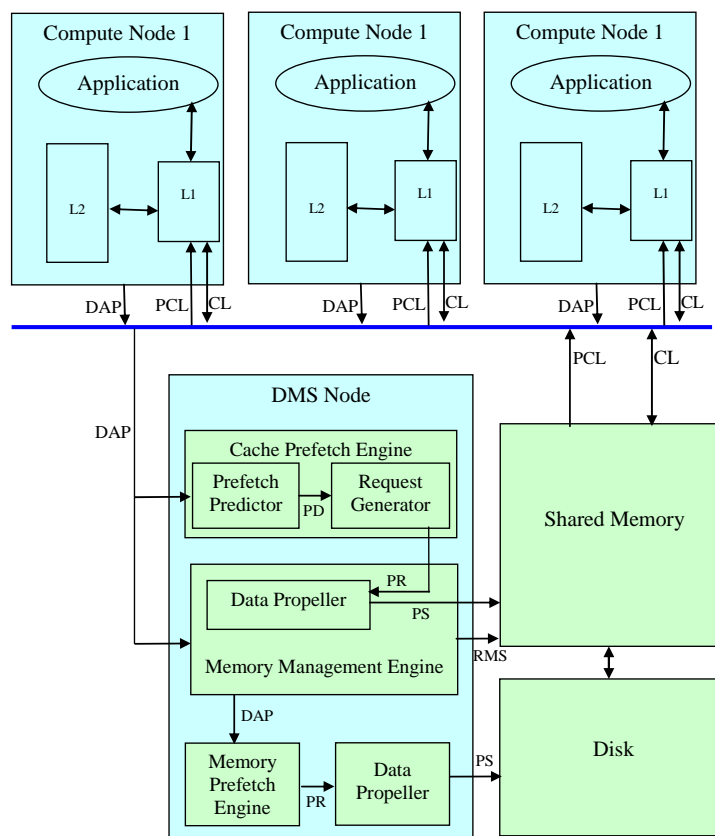 Compute Node 1
Application
L2
L1
DAP
PCL
CL
Compute Node 1
Application
L2
L1
DAP
PCL
CL
Compute Node 1
Application
L2
L1
DAP
PCL
CL
PCL
CL
DAP
DMS Node
Cache Prefetch Engine
Prefetch
Predictor
PD
Request
Generator
PR
Data Propeller
PS
Memory Management Engine
RMS
DAP
Memory
Prefetch
Engine
PR
Data
Propeller
PS
Shared Memory
Disk